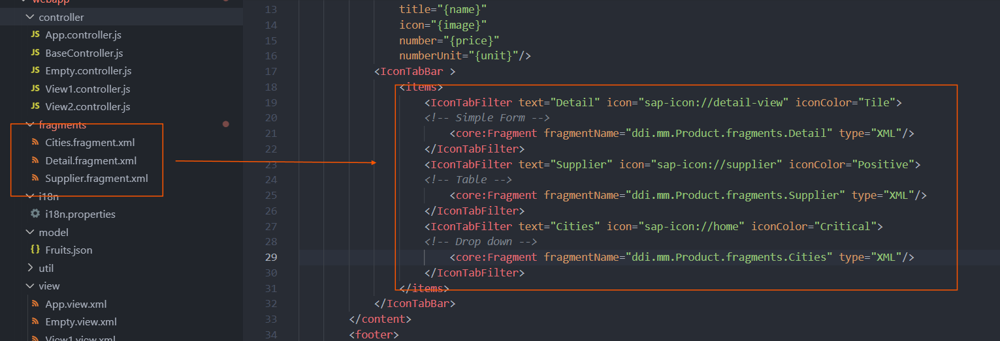 webapp
controller
JS App.controller.js
JS BaseController.js
JS Empty.controller.js
JS View1.controller.js
JS View2.controller.js
fragments
Cities.fragment.xml
Detail.fragment.xml
Supplier.fragment.xml
i18n
i18n.properties
model
{} Fruits.json
util
view
App.view.xml
Empty.view.xml
View1.view.xml
13 title="{name}"
14 icon="{image}"
15 number="{price}"
16 numberUnit="{unit}"/>
17 <IconTabBar >
18 <items>
19 <IconTabFilter text="Detail" icon="sap-icon://detail-view" iconColor="Tile">
20 <!-- Simple Form -->
21 <core:Fragment fragmentName="ddi.mm.Product.fragments.Detail" type="XML"/>
22 </IconTabFilter>
23 <IconTabFilter text="Supplier" icon="sap-icon://supplier" iconColor="Positive">
24 <!-- Table -->
25 <core:Fragment fragmentName="ddi.mm.Product.fragments.Supplier" type="XML"/>
26 </IconTabFilter>
27 <IconTabFilter text="Cities" icon="sap-icon://home" iconColor="Critical">
28 <!-- Drop down -->
29 <core:Fragment fragmentName="ddi.mm.Product.fragments.Cities" type="XML"/>
30 </IconTabFilter>
31 </items>
32 </IconTabBar>
33 </content>
34 <footer>